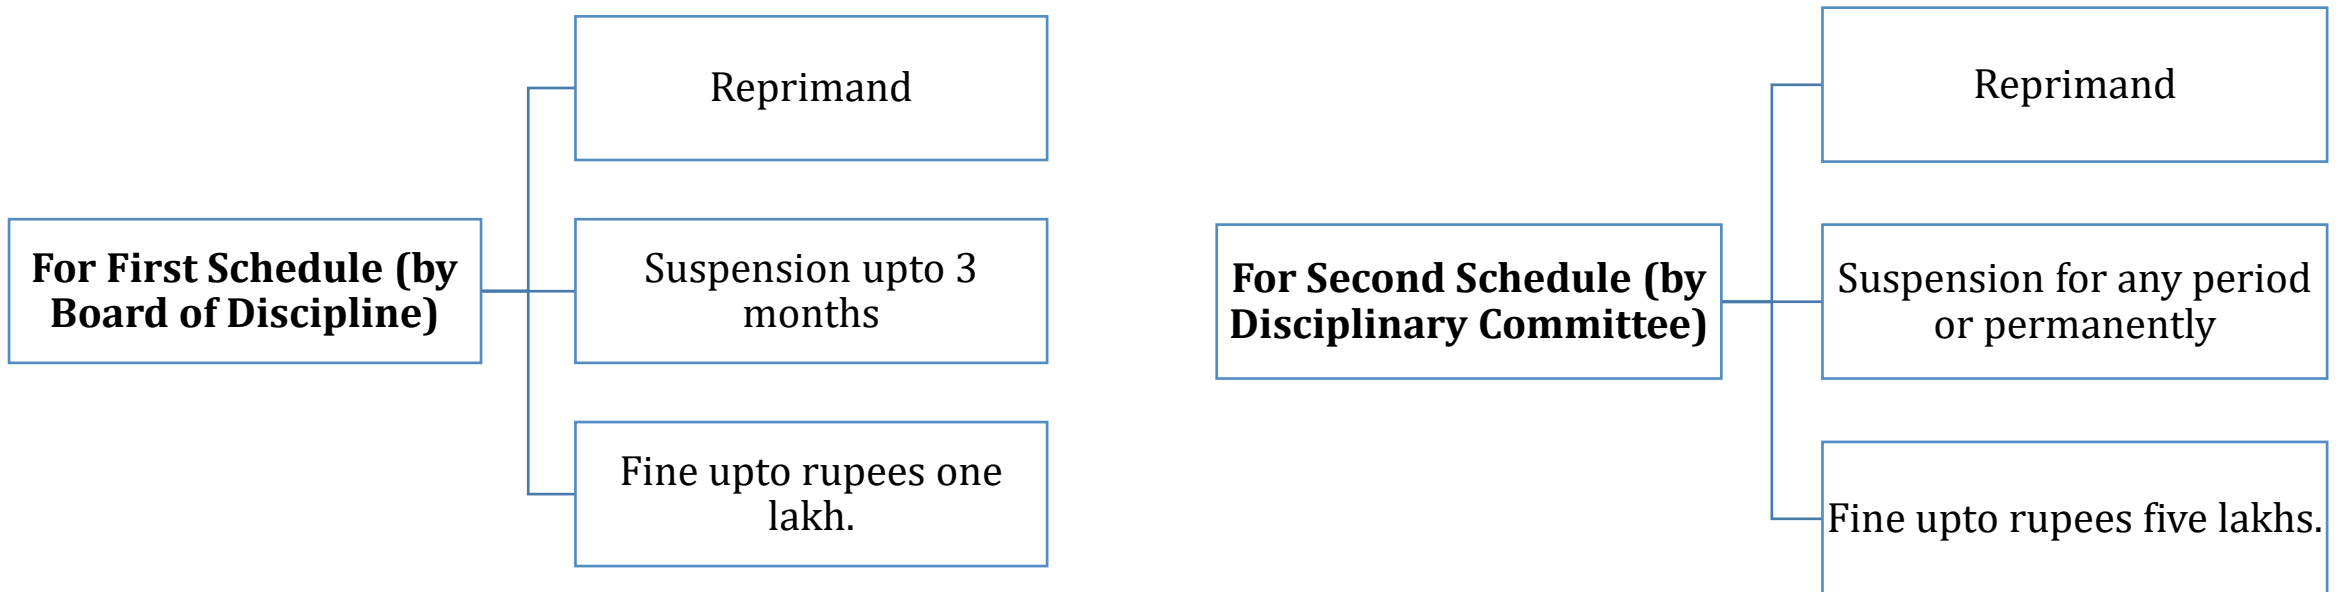 For First Schedule (by
Board of Discipline)
Reprimand
Suspension upto 3
months
Fine upto rupees one
lakh.
For Second Schedule (by
Disciplinary Committee)
Reprimand
Suspension for any period
or permanently
Fine upto rupees five lakhs.